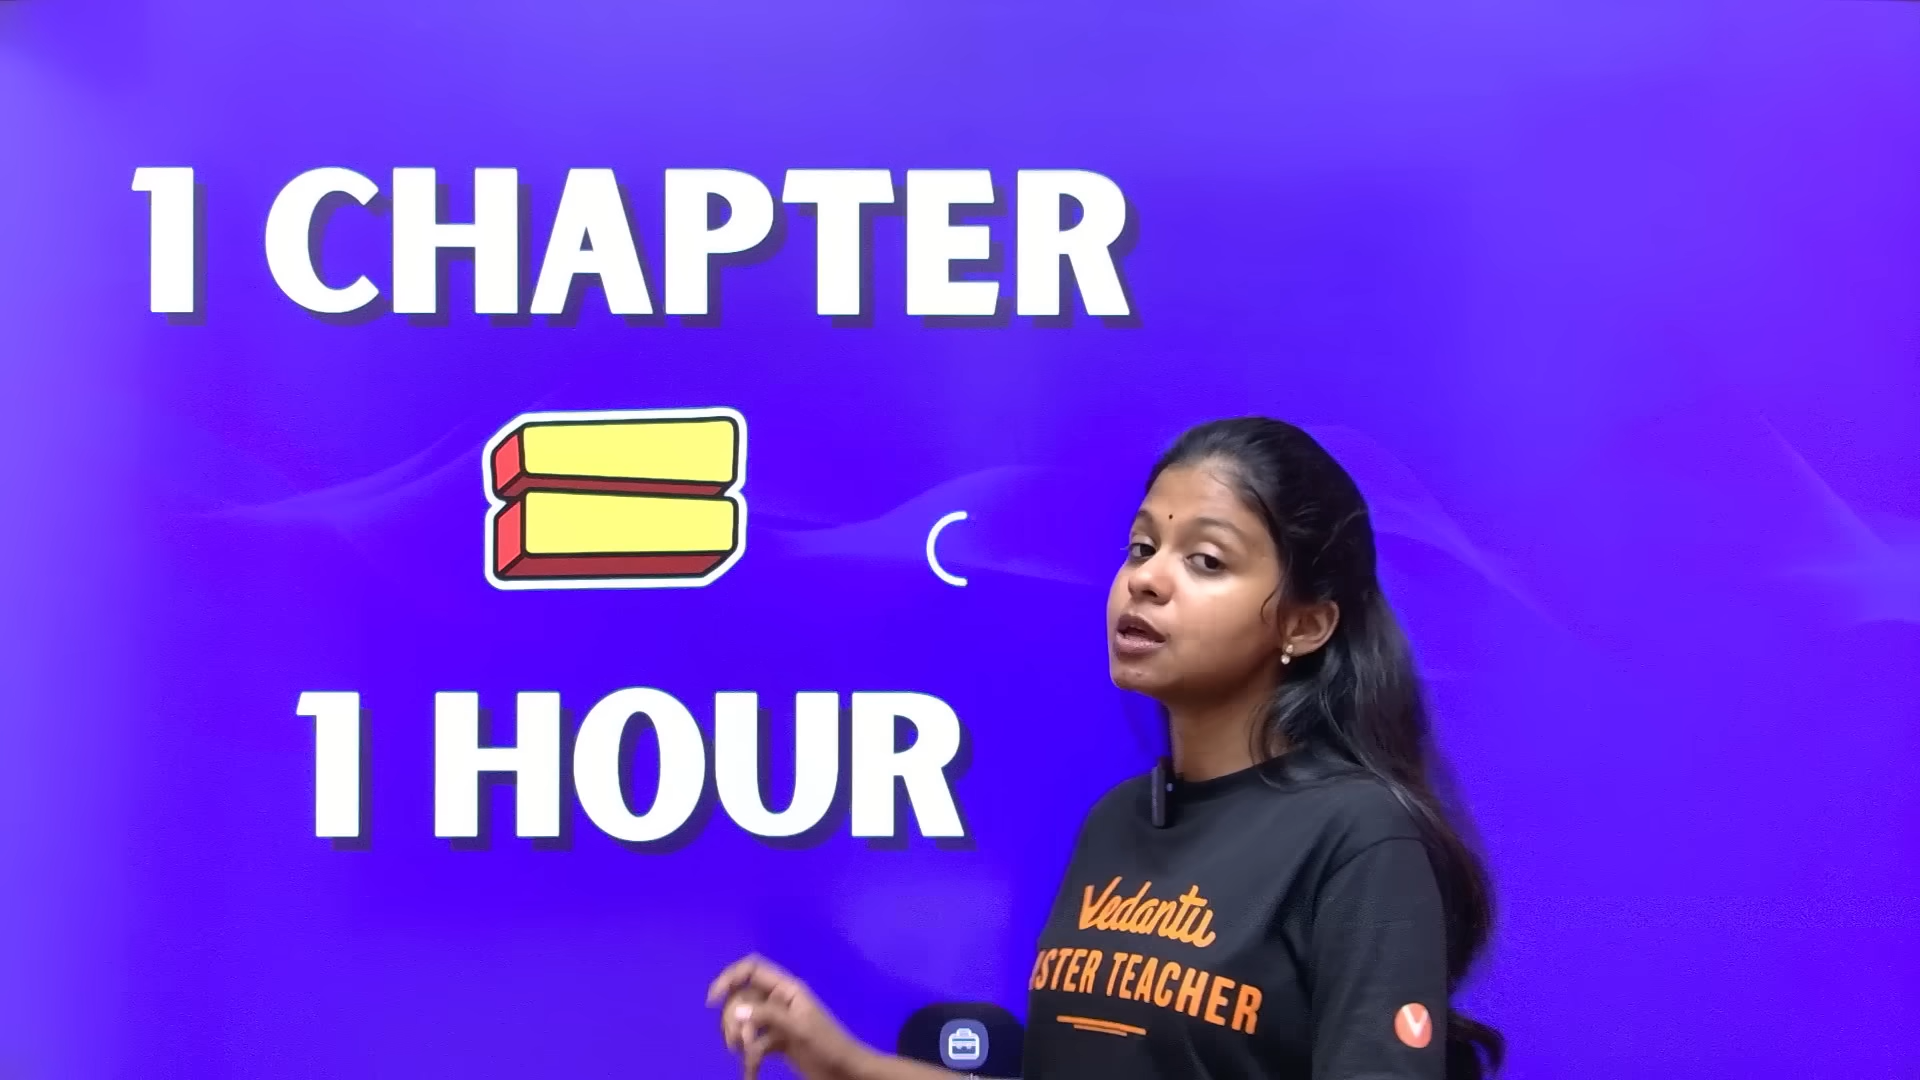 1 CHAPTER
=
1 HOUR
Vedantu
STER TEACHER
V